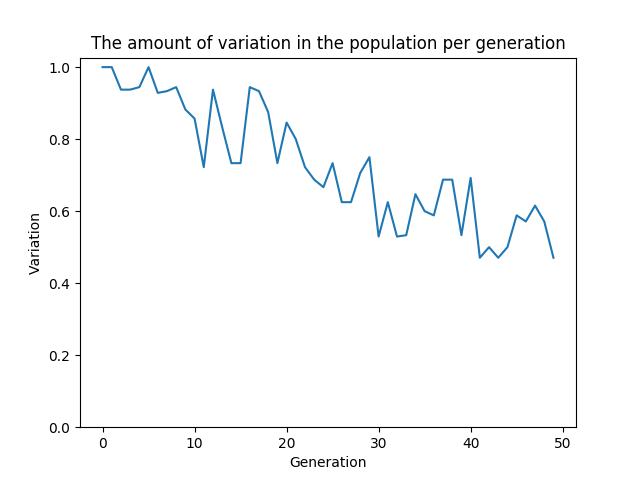 The amount of variation in the population per generation
1.0
0.8
0.6
0.4
0.2
0.0
Variation
0 10 20 30 40 50
Generation